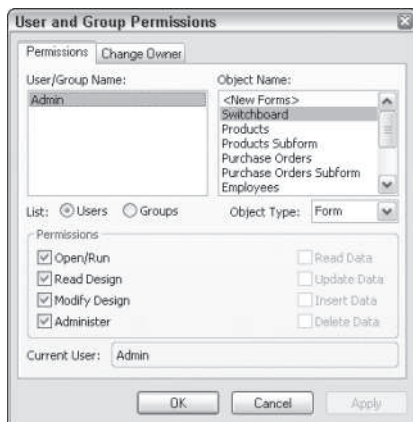 User and Group Permissions
Permissions
Change Owner
User/Group Name:
Object Name:
Admin
<New Forms>
Switchboard
Products
Products Subform
Purchase Orders
Purchase Orders Subform
Employees
List: Users Groups
Object Type: Form
Permissions
Open/Run
Read Data
Read Design
Update Data
Modify Design
Insert Data
Administer
Delete Data
Current User: Admin
OK
Cancel
Apply